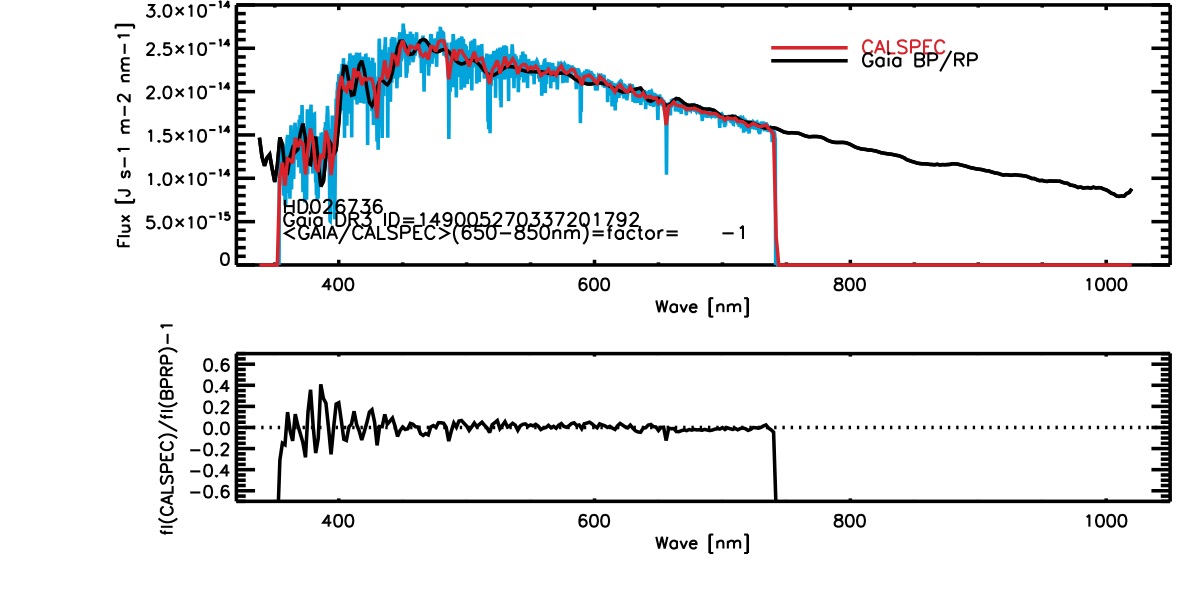 3.0×10−14
2.5×10−14
2.0×10−14
1.5×10−14
1.0×10−14
5.0×10−15
0
Flux [J s−1 m−2 nm−1]
CALSPEC
Gaia BP/RP
HD026736
Gaia DR3 ID=149005270337201792
<GAIA/CALSPEC>(650−850nm)=factor= −1
400 600 800 1000
Wave [nm]
fl(CALSPEC)/fl(BPRP)−1
0.6
0.4
0.2
0.0
−0.2
−0.4
−0.6
400 600 800 1000
Wave [nm]